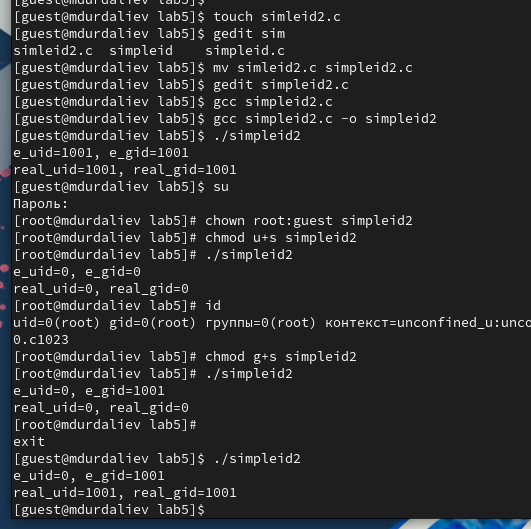 [guest@mdurdaliev lab5]$ touch simleid2.c
[guest@mdurdaliev lab5]$ gedit sim
simleid2.c  simpleid    simpleid.c
[guest@mdurdaliev lab5]$ mv simleid2.c simpleid2.c
[guest@mdurdaliev lab5]$ gedit simpleid2.c
[guest@mdurdaliev lab5]$ gcc simpleid2.c
[guest@mdurdaliev lab5]$ gcc simpleid2.c -o simpleid2
[guest@mdurdaliev lab5]$ ./simpleid2
e_uid=1001, e_gid=1001
real_uid=1001, real_gid=1001
[guest@mdurdaliev lab5]$ su
Пароль:
[root@mdurdaliev lab5]# chown root:guest simpleid2
[root@mdurdaliev lab5]# chmod u+s simpleid2
[root@mdurdaliev lab5]# ./simpleid2
e_uid=0, e_gid=0
real_uid=0, real_gid=0
[root@mdurdaliev lab5]# id
uid=0(root) gid=0(root) группы=0(root) контекст=unconfined_u:unco
0.c1023
[root@mdurdaliev lab5]# chmod g+s simpleid2
[root@mdurdaliev lab5]# ./simpleid2
e_uid=0, e_gid=1001
real_uid=0, real_gid=0
[root@mdurdaliev lab5]#
exit
[guest@mdurdaliev lab5]$ ./simpleid2
e_uid=0, e_gid=1001
real_uid=1001, real_gid=1001
[guest@mdurdaliev lab5]$